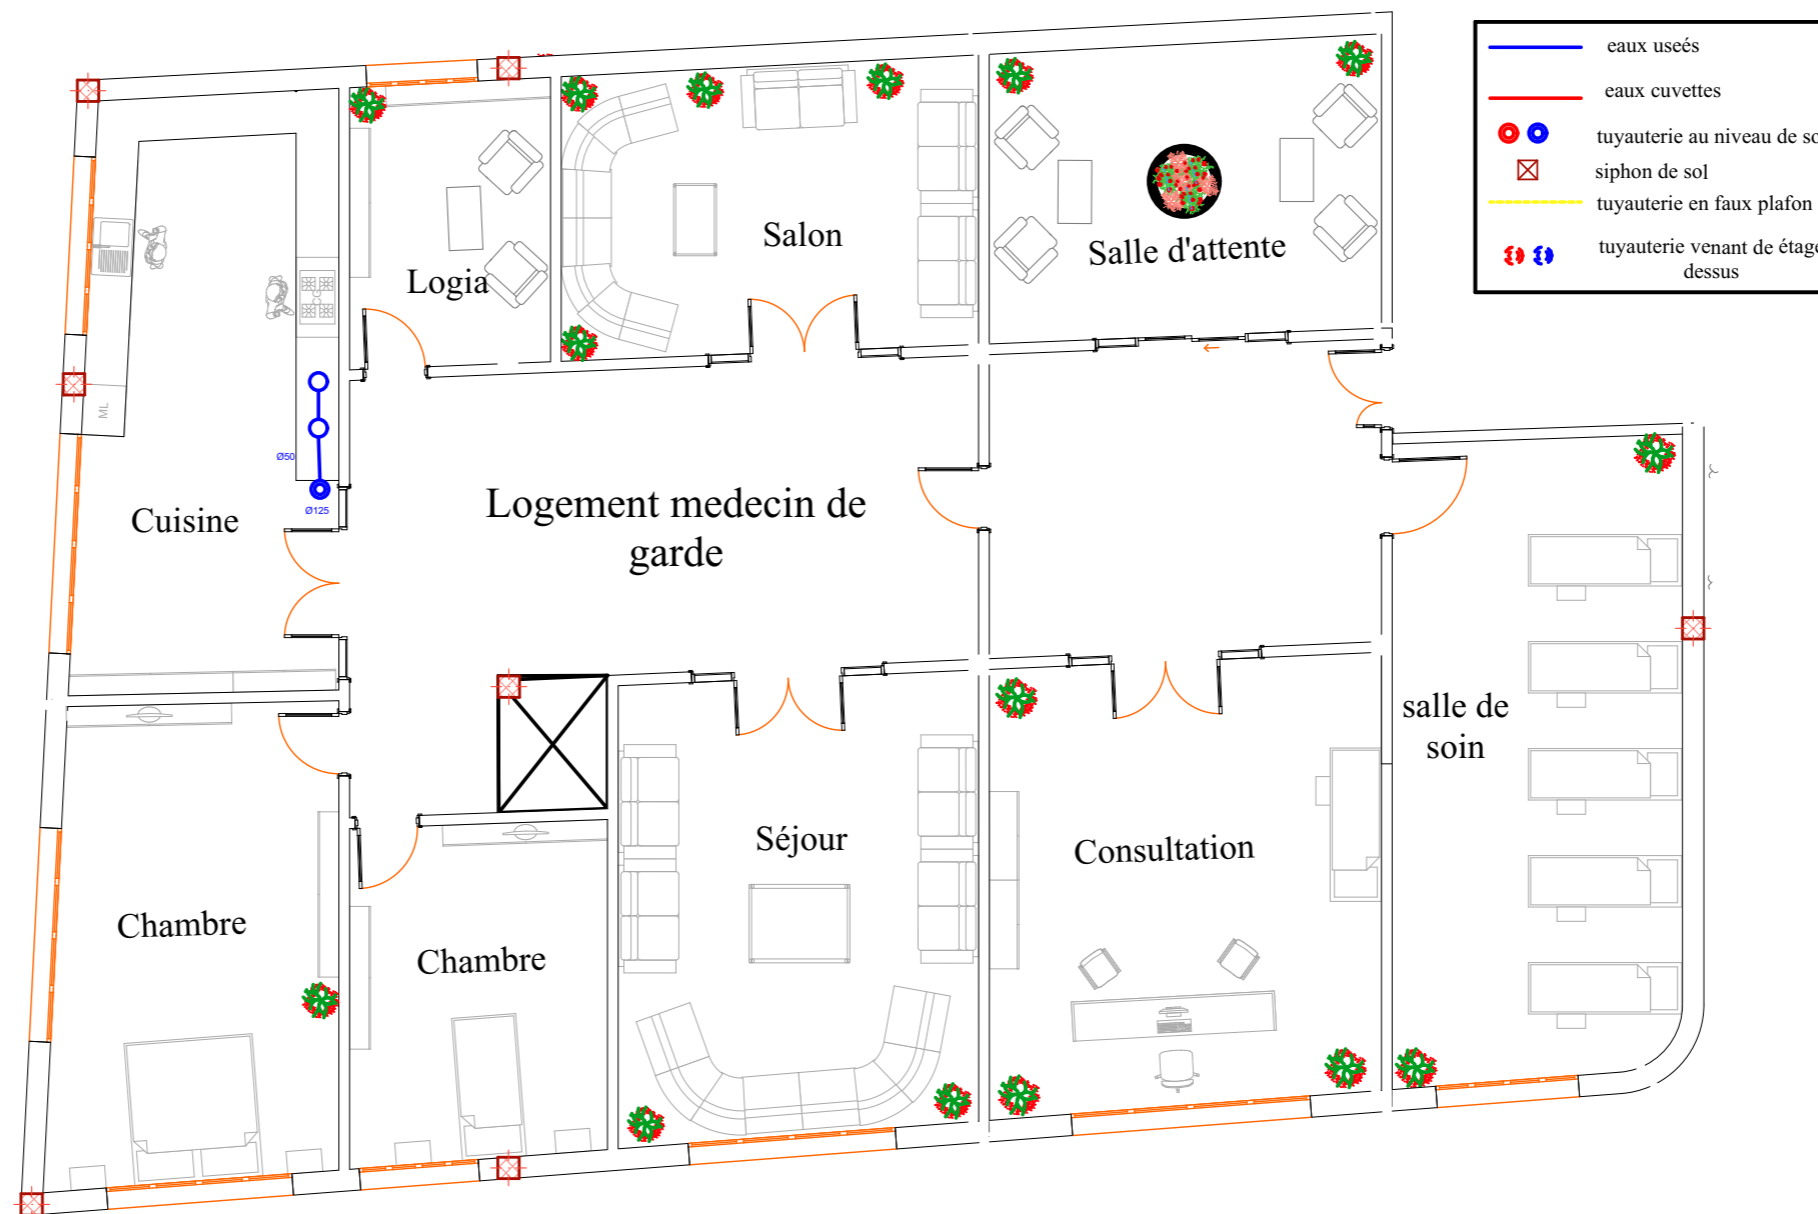 eaux useés
eaux cuvettes
tuyauterie au niveau de so
siphon de sol
tuyauterie en faux plafon
tuyauterie venant de étage
dessus
Logia
Salon
Salle d'attente
ML
Ø50
Ø125
Cuisine
Logement medecin de
garde
salle de
soin
Séjour
Consultation
Chambre
Chambre